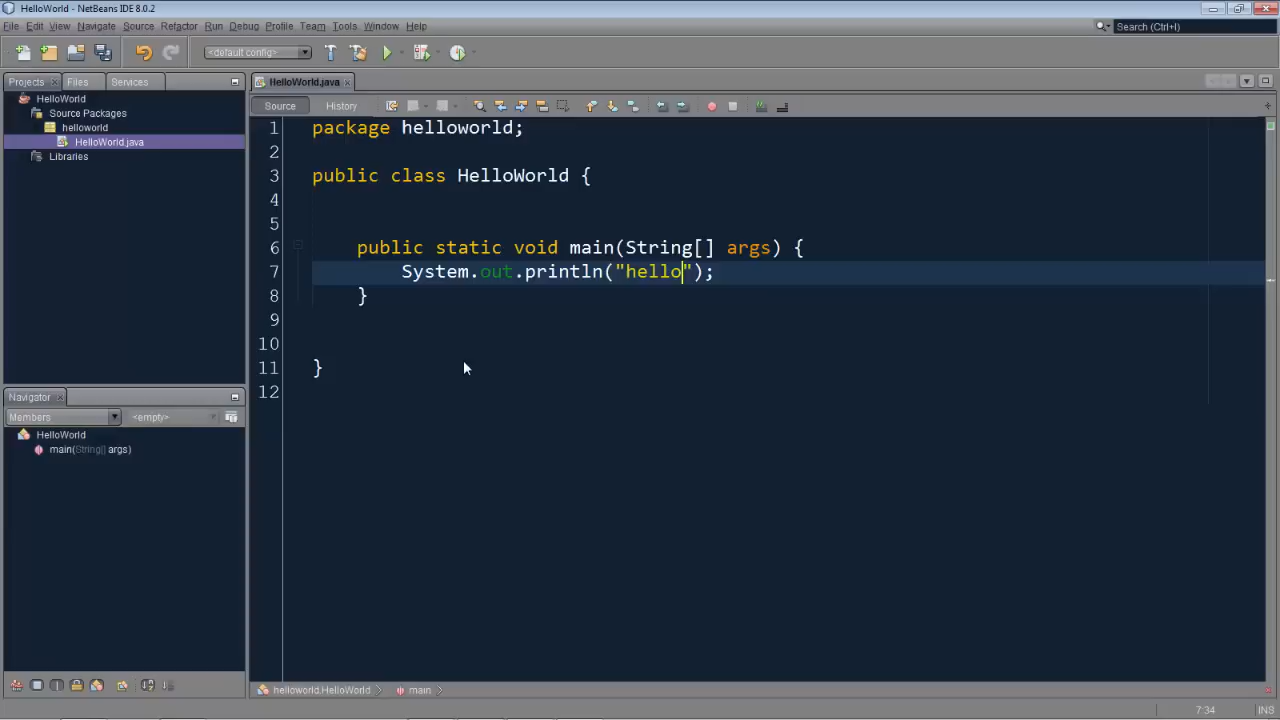 HelloWorld - NetBeans IDE 8.0.2
File Edit View Navigate Source Refactor Run Debug Profile Team Tools Window Help
Search (Ctrl+I)
<default config>
Projects Files Services
HelloWorld.java
HelloWorld
Source Packages
helloworld
HelloWorld.java
Libraries
Source History
1 package helloworld;
2
3 public class HelloWorld {
4
5
6 public static void main(String[] args) {
7 System.out.println("hello");
8 }
9
10
11 }
12
Navigator
Members <empty>
HelloWorld
main(String[] args)
helloworld.HelloWorld main
7:34 INS